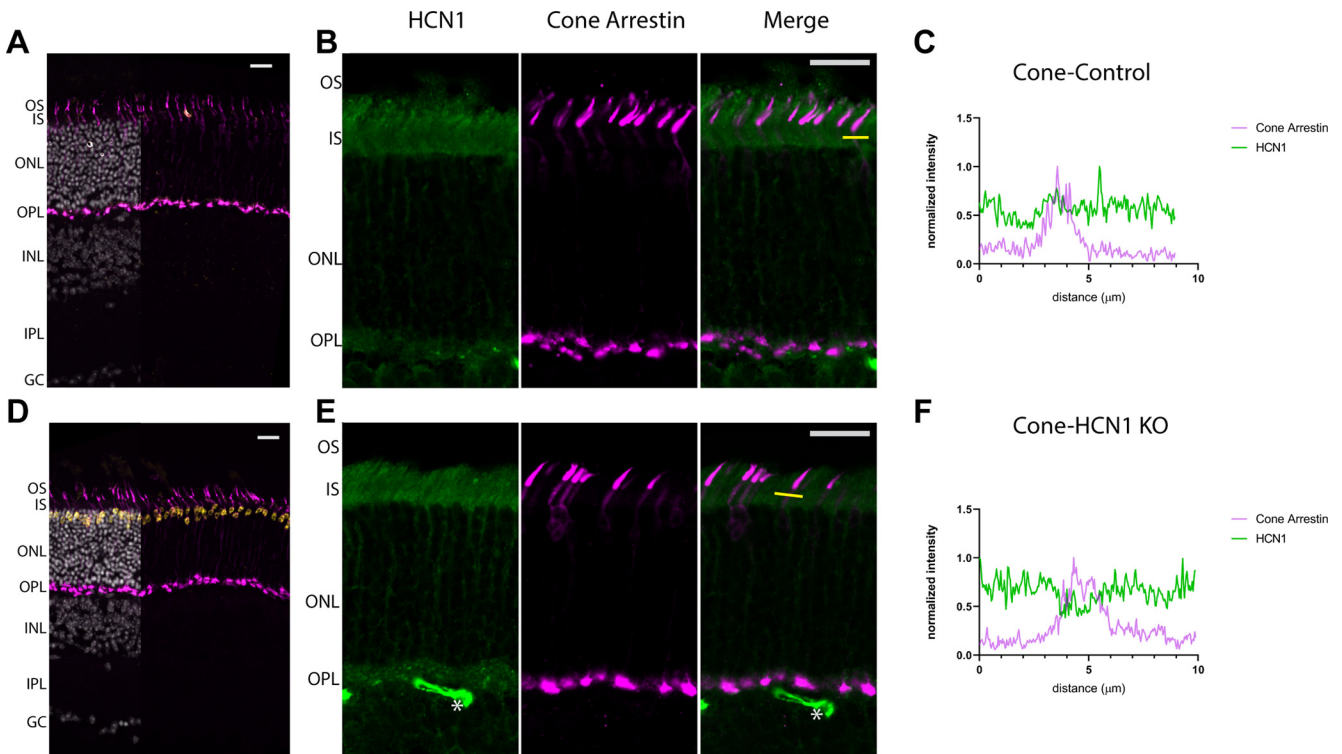 HCN1
Cone Arrestin
Merge
A
OS
IS
ONL
OPL
INL
IPL
GC
B
OS
IS
ONL
OPL
C
Cone-Control
1.5
1.0
0.5
0.0
normalized intensity
0
5
10
distance (μm)
Cone Arrestin
HCN1
D
OS
IS
ONL
OPL
INL
IPL
GC
E
OS
IS
ONL
OPL
*
*
F
Cone-HCN1 KO
1.5
1.0
0.5
0.0
normalized intensity
0
5
10
distance (μm)
Cone Arrestin
HCN1